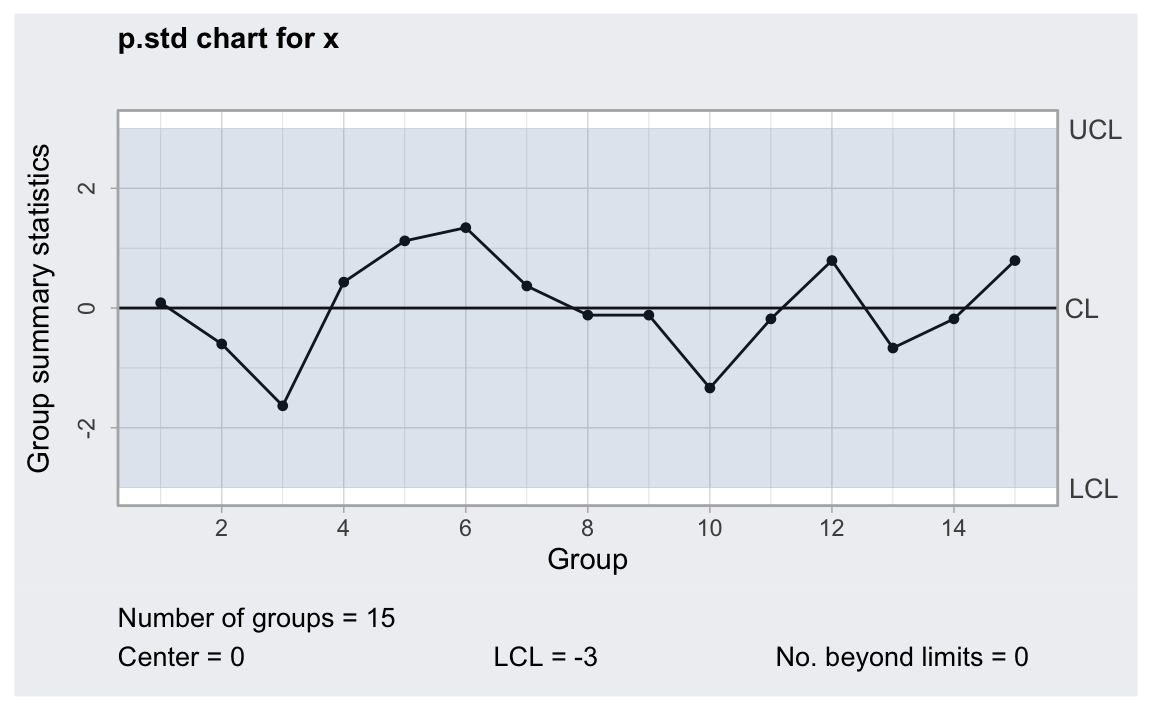 p.std chart for x
UCL
Group summary statistics
2
0
CL
-2
LCL
2 4 6 8 10 12 14
Group
Number of groups = 15
Center = 0 LCL = -3 No. beyond limits = 0